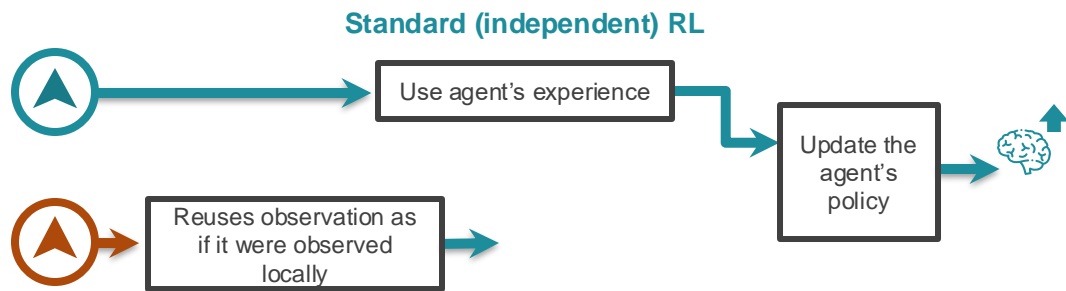 Standard (independent) RL
Use agent's experience
Update the
agent's
policy
Reuses observation as
if it were observed
locally